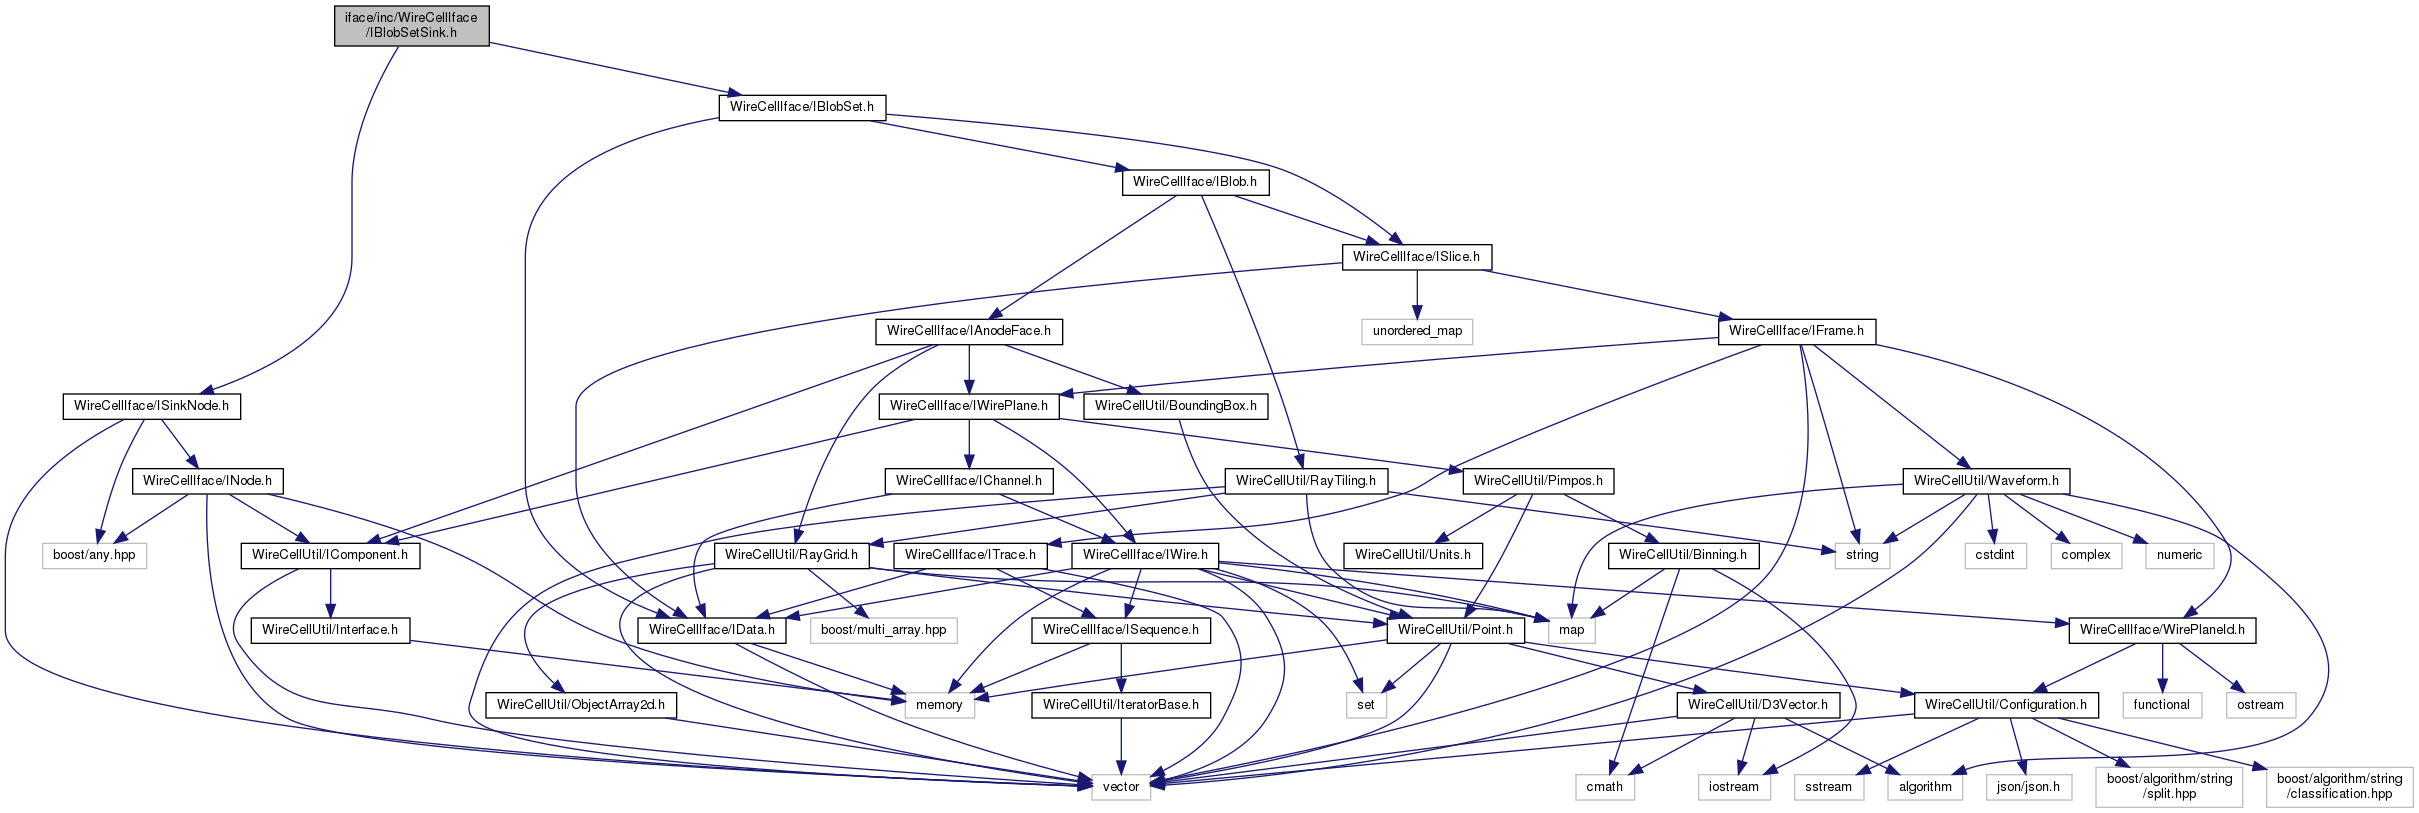 iface/inc/WireCellIface
/IBlobSetSink.h
WireCellIface/IBlobSet.h
WireCellIface/IBlob.h
WireCellIface/ISlice.h
WireCellIface/IAnodeFace.h
unordered_map
WireCellIface/IFrame.h
WireCellIface/ISinkNode.h
WireCellIface/IWirePlane.h
WireCellUtil/BoundingBox.h
WireCellIface/INode.h
WireCellIface/IChannel.h
WireCellUtil/RayTiling.h
WireCellUtil/Pimpos.h
WireCellUtil/Waveform.h
boost/any.hpp
WireCellUtil/IComponent.h
WireCellUtil/RayGrid.h
WireCellIface/ITrace.h
WireCellIface/IWire.h
WireCellUtil/Units.h
WireCellUtil/Binning.h
string
cstdint
complex
numeric
WireCellUtil/Interface.h
WireCellIface/IData.h
boost/multi_array.hpp
WireCellIface/ISequence.h
WireCellUtil/Point.h
map
WireCellIface/WirePlaneId.h
WireCellUtil/ObjectArray2d.h
memory
WireCellUtil/IteratorBase.h
set
WireCellUtil/D3Vector.h
WireCellUtil/Configuration.h
functional
ostream
vector
cmath
iostream
sstream
algorithm
json/json.h
boost/algorithm/string
/split.hpp
boost/algorithm/string
/classification.hpp